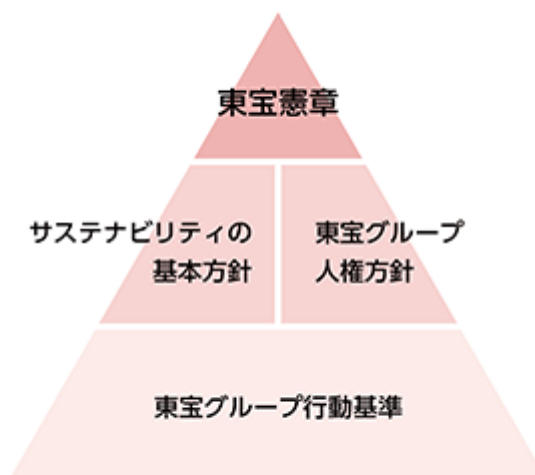 東宝憲章
サステナビリティの
基本方針
東宝グループ
人権方針
東宝グループ行動基準